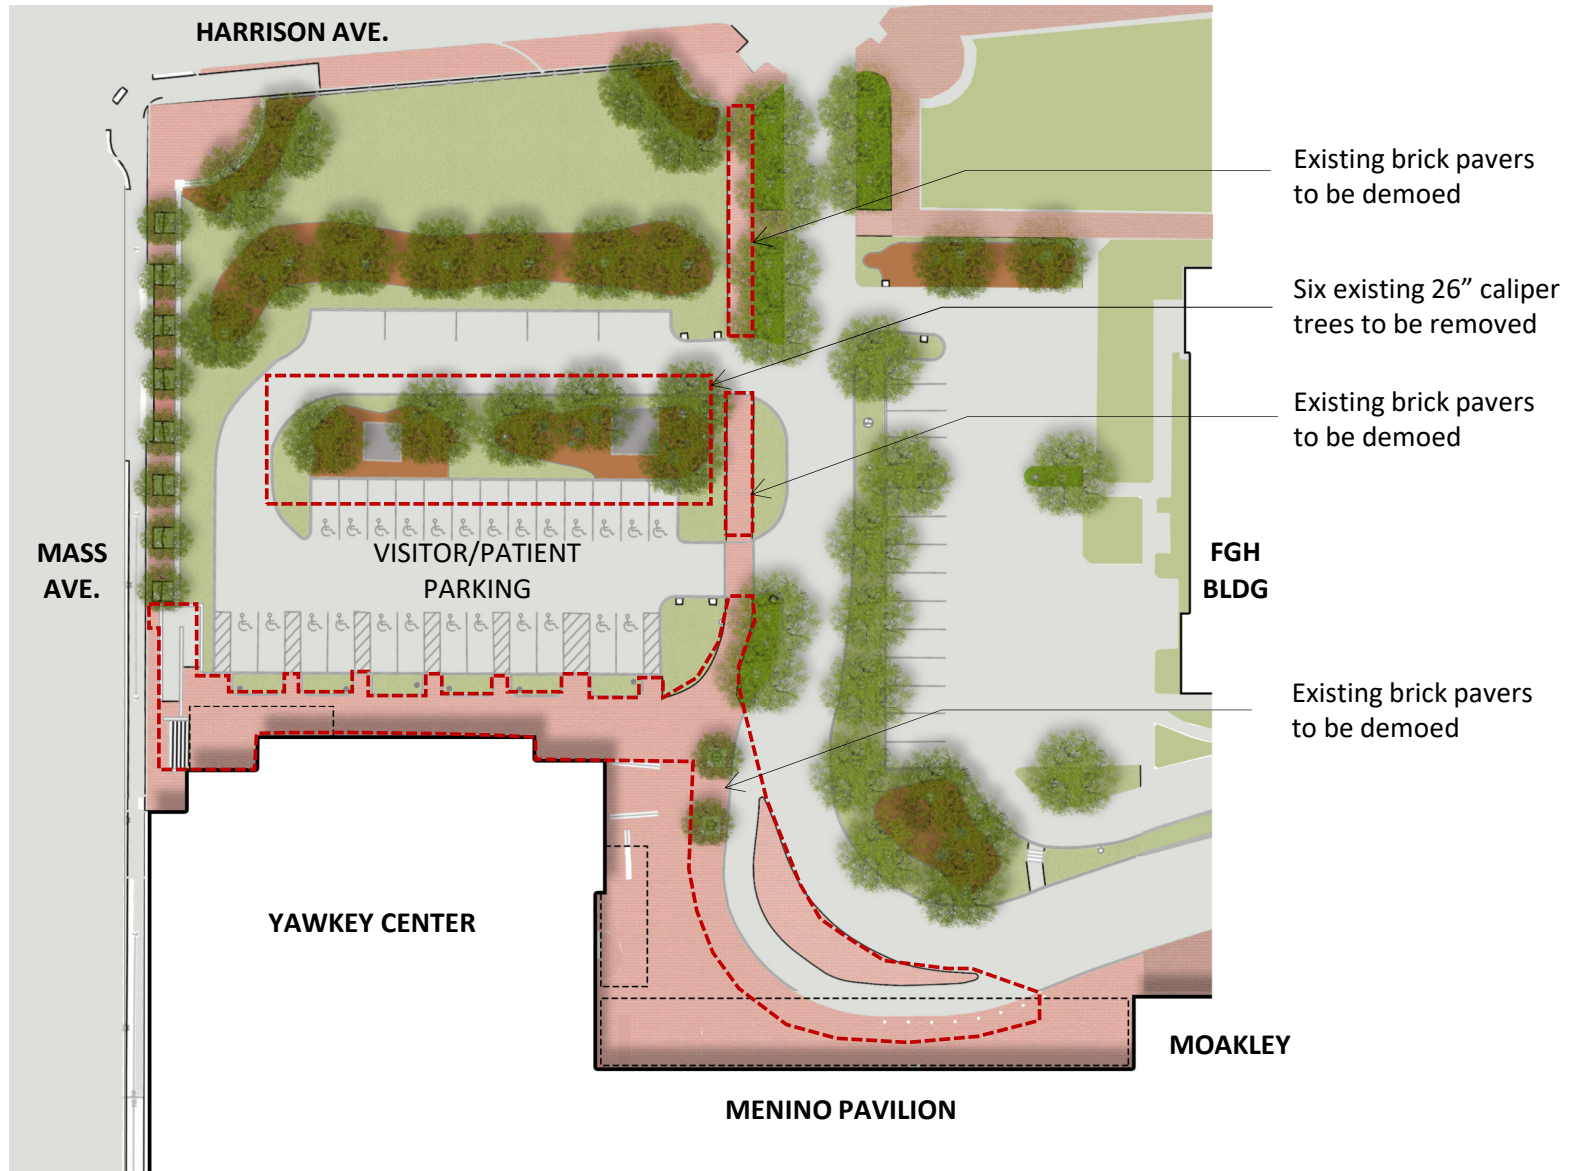 HARRISON AVE.
Existing brick pavers
to be demoed
Six existing 26” caliper
trees to be removed
Existing brick pavers
to be demoed
MASS
AVE.
VISITOR/PATIENT
PARKING
FGH
BLDG
Existing brick pavers
to be demoed
YAWKEY CENTER
MOAKLEY
MENINO PAVILION